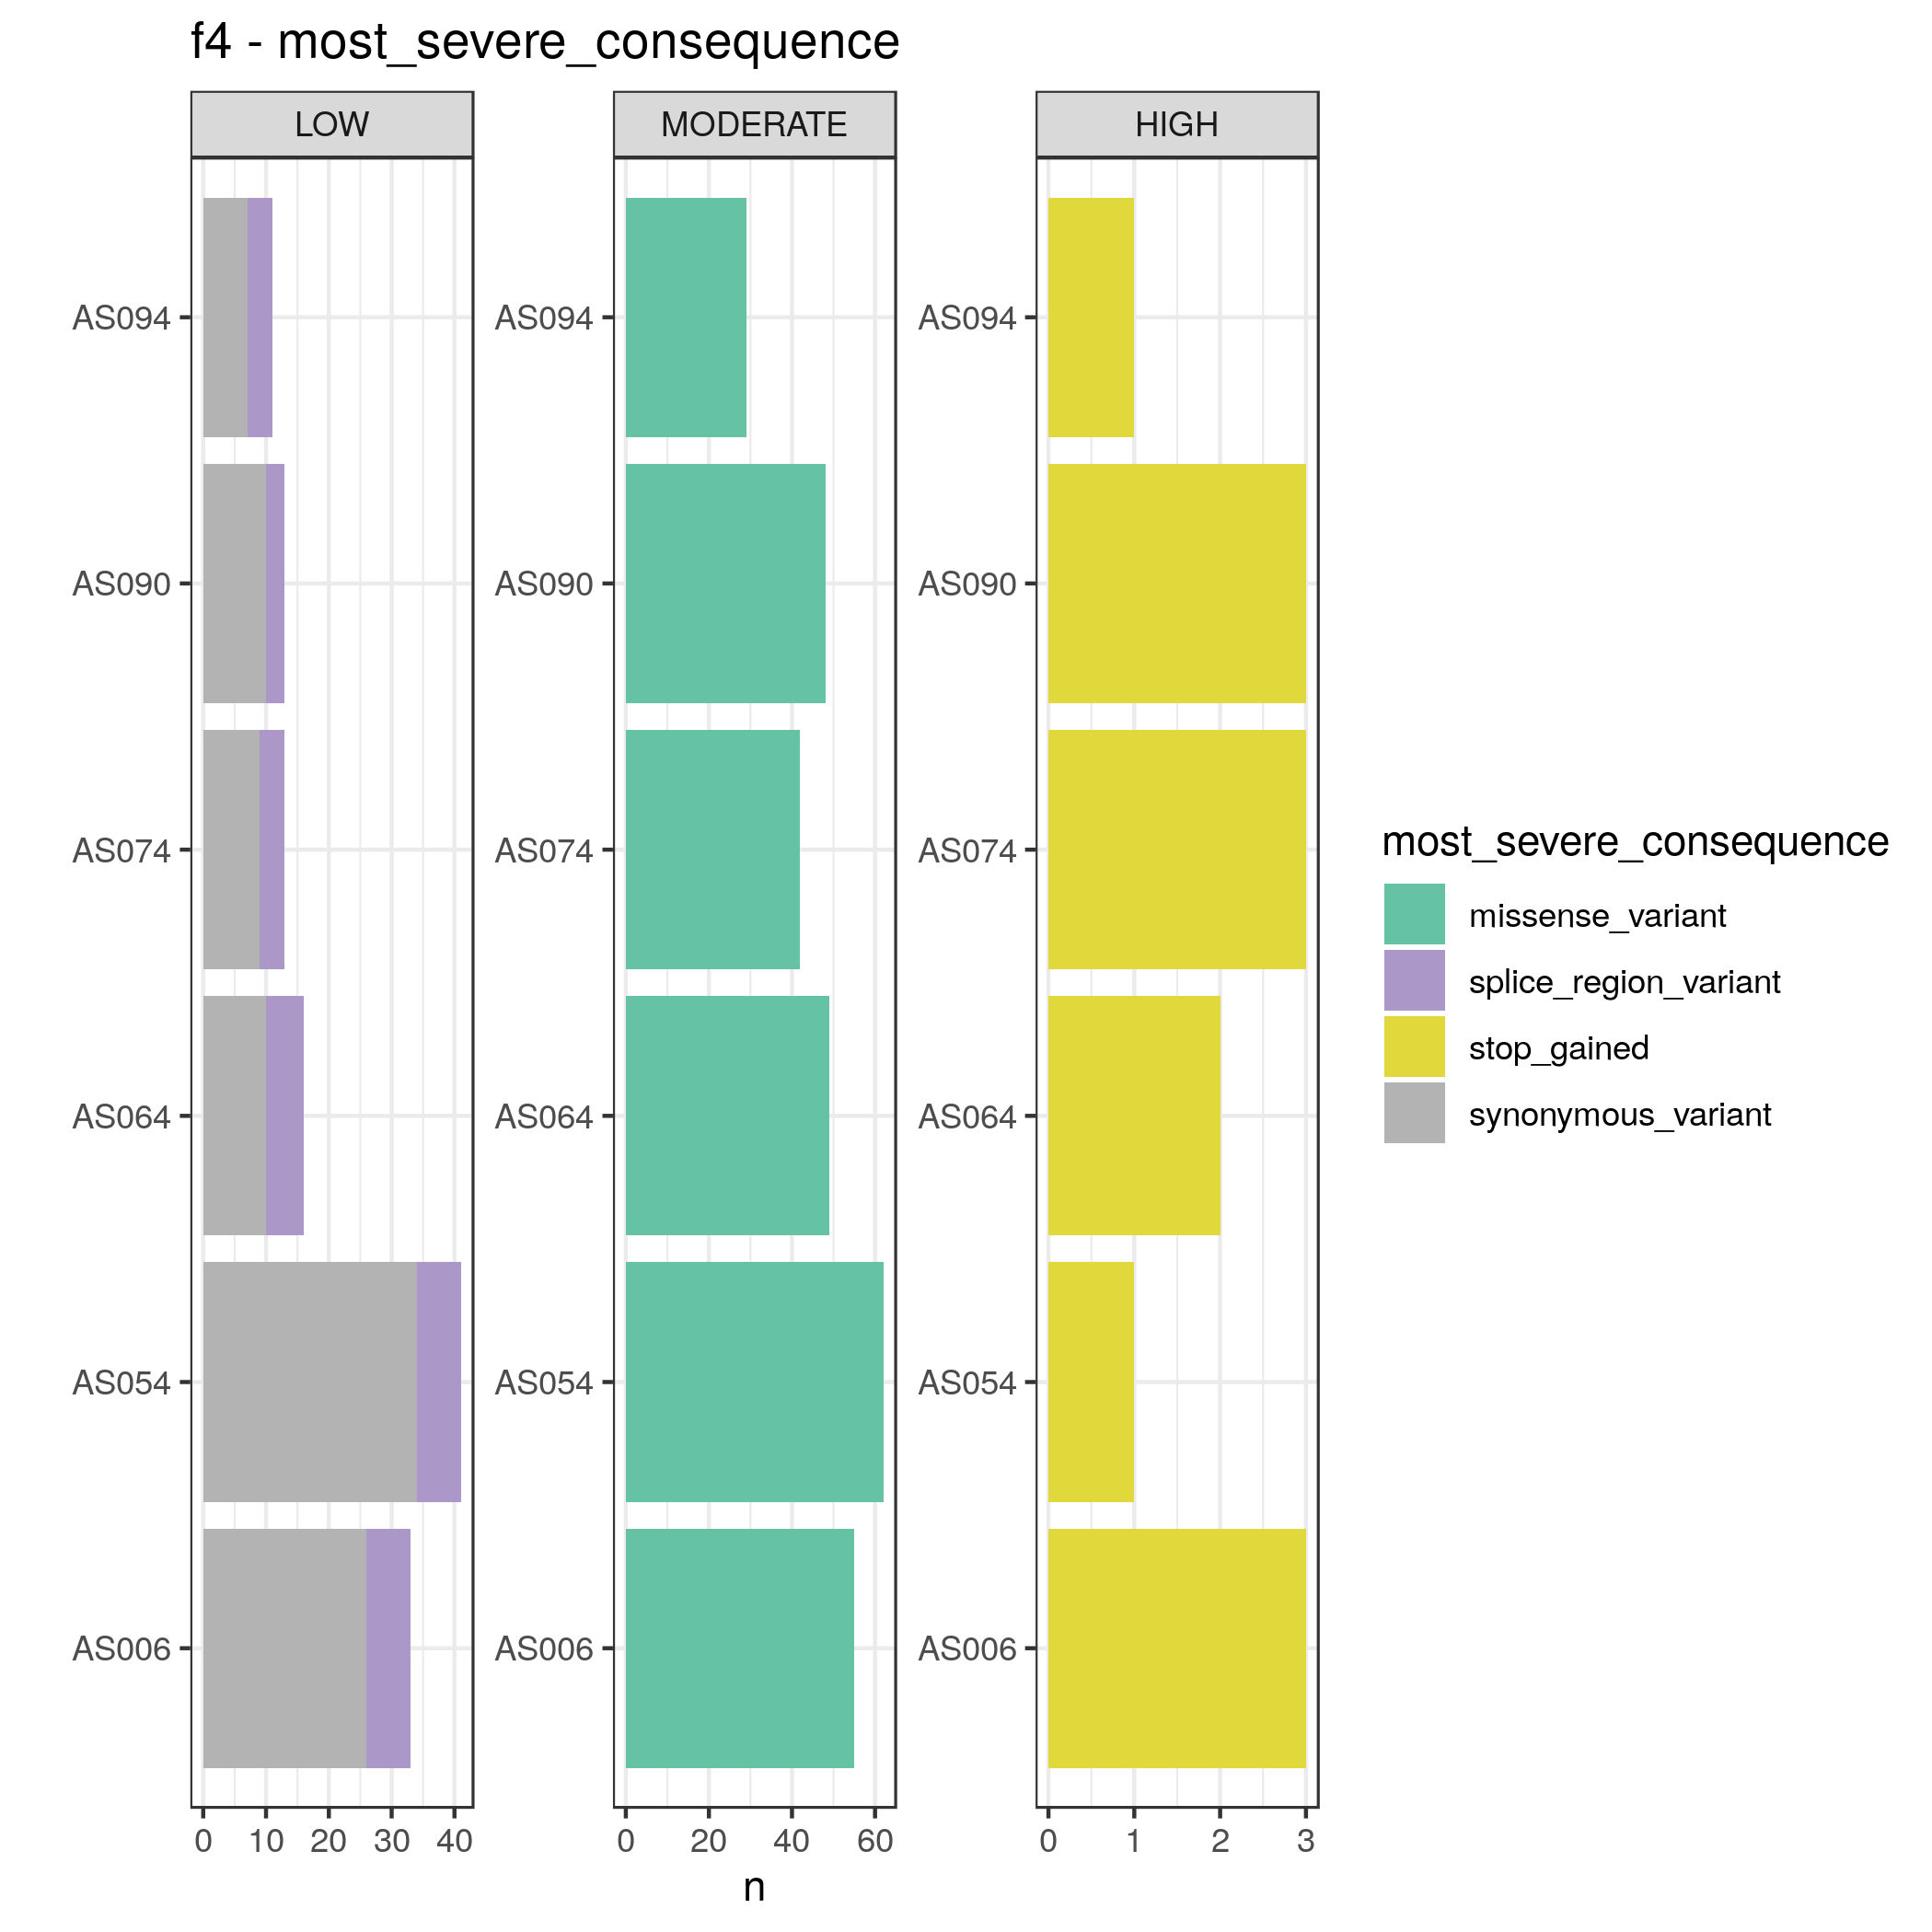 f4 - most_severe_consequence
LOW
MODERATE
HIGH
AS094
AS090
AS074
AS064
AS054
AS006
AS094
AS090
AS074
AS064
AS054
AS006
AS094
AS090
AS074
AS064
AS054
AS006
0 10 20 30 40
0 20 40 60
0 1 2 3
n
most_severe_consequence
missense_variant
splice_region_variant
stop_gained
synonymous_variant